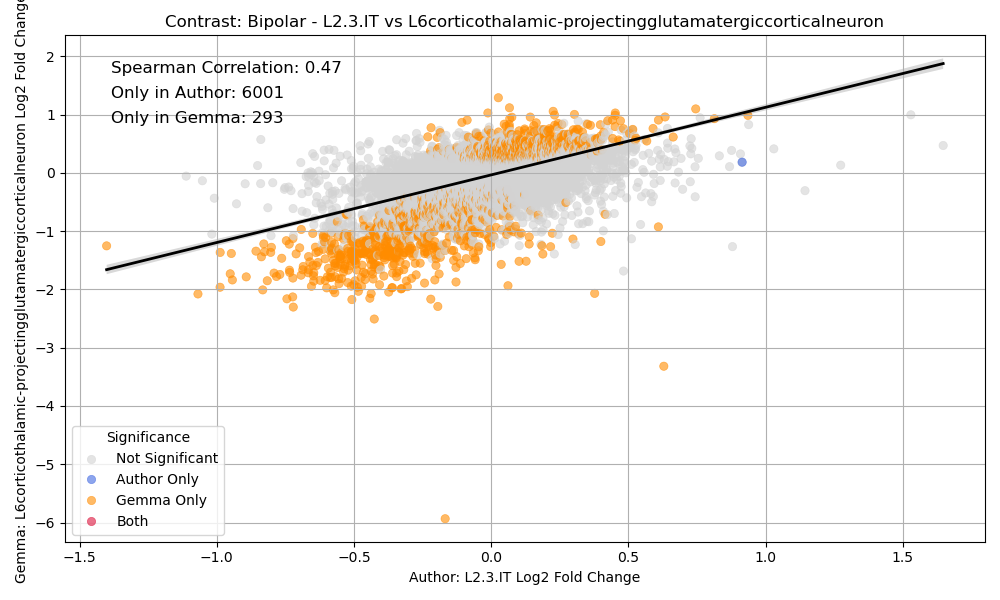 Contrast: Bipolar - L2.3.IT vs L6corticothalamic-projectingglutamatergiccorticalneuron
Gemma: L6corticothalamic-projectingglutamatergiccorticalneuron Log2 Fold Change
2
1
0
−1
−2
−3
−4
−5
−6
Spearman Correlation: 0.47
Only in Author: 6001
Only in Gemma: 293
Significance
Not Significant
Author Only
Gemma Only
Both
−1.5
−1.0
−0.5
0.0
0.5
1.0
1.5
Author: L2.3.IT Log2 Fold Change